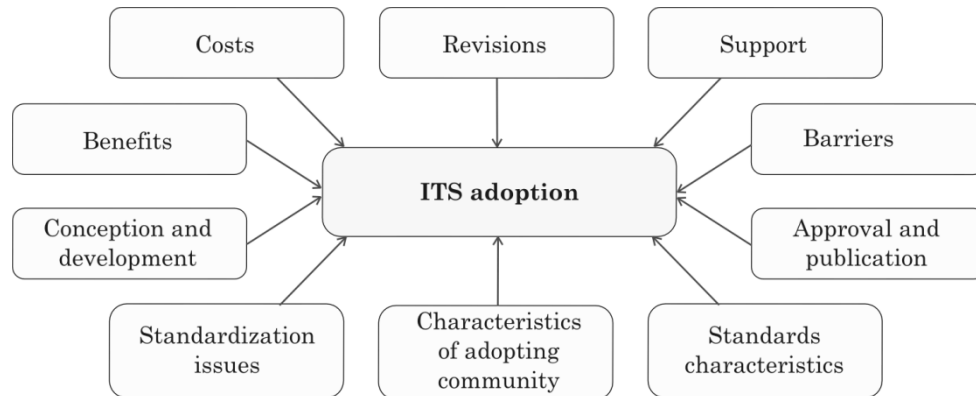 Costs
Revisions
Support
Benefits
Barriers
ITS adoption
Conception and
development
Approval and
publication
Standardization
issues
Characteristics
of adopting
community
Standards
characteristics